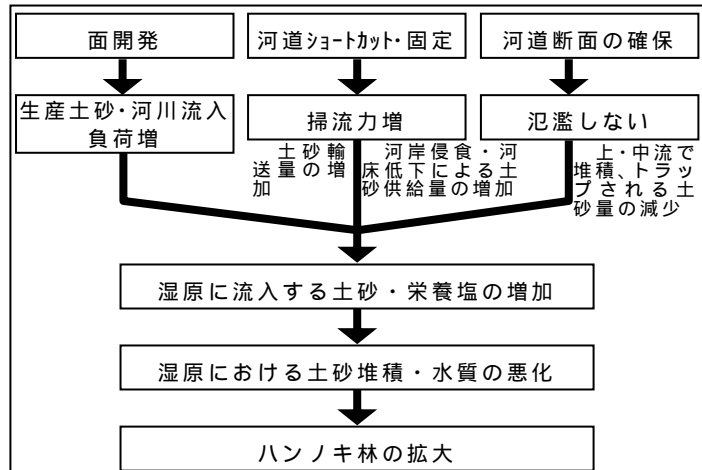 面開発
河道ショートカット・固定
河道断面の確保
生産土砂・河川流入
負荷増
掃流力増
氾濫しない
土砂輸
送量の増
加
河岸侵食・河
床低下による土
砂供給量の増加
上・中流で
堆積、トラッ
プされる土
砂量の減少
湿原に流入する土砂・栄養塩の増加
湿原における土砂堆積・水質の悪化
ハンノキ林の拡大